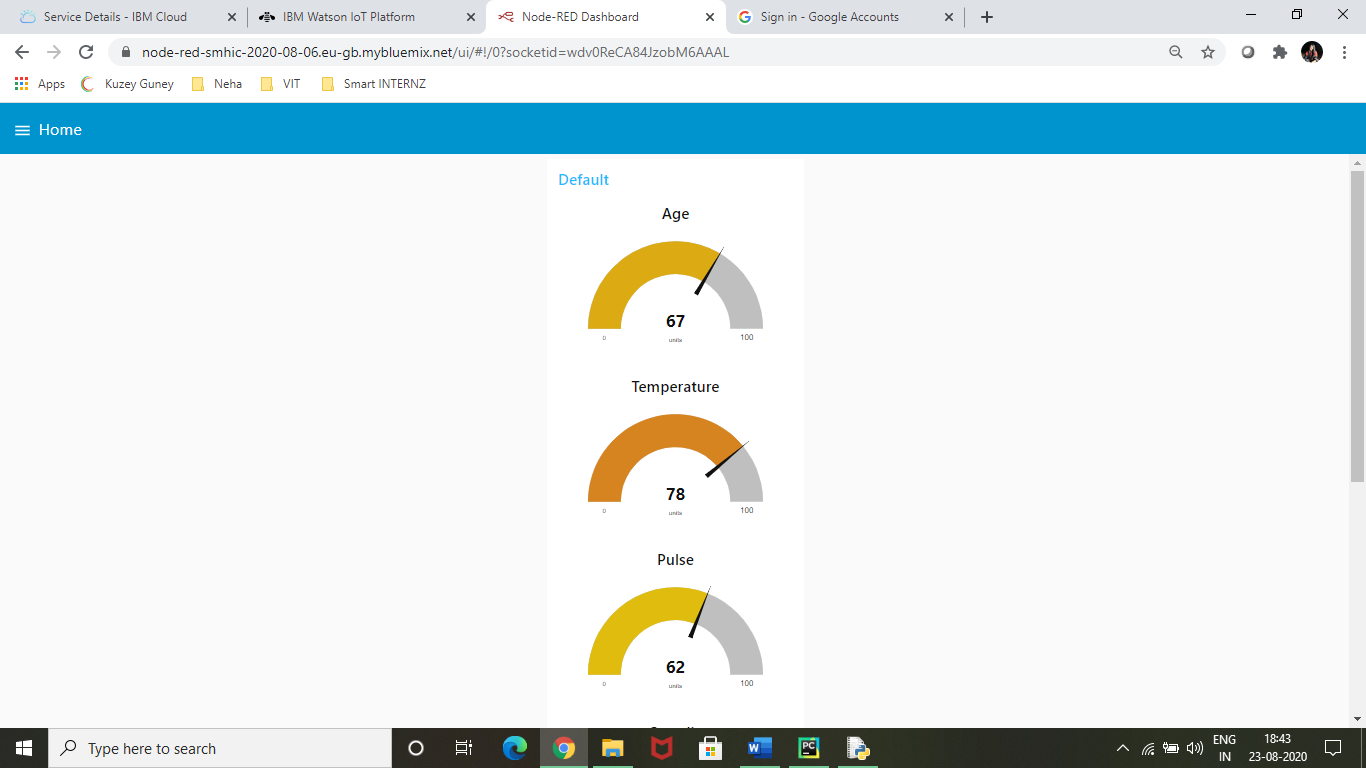 Service Details - IBM Cloud
IBM Watson IoT Platform
Node-RED Dashboard
Sign in - Google Accounts
node-red-smhic-2020-08-06.eu-gb.mybluemix.net/ui/#!/0?socketid=wdv0ReCA84JzobM6AAAL
Apps
Kuzey Guney
Neha
VIT
Smart INTERNZ
Home
Default
Age
67
0
units
100
Temperature
78
0
units
100
Pulse
62
0
units
100
Type here to search
ENG
IN
18:43
23-08-2020